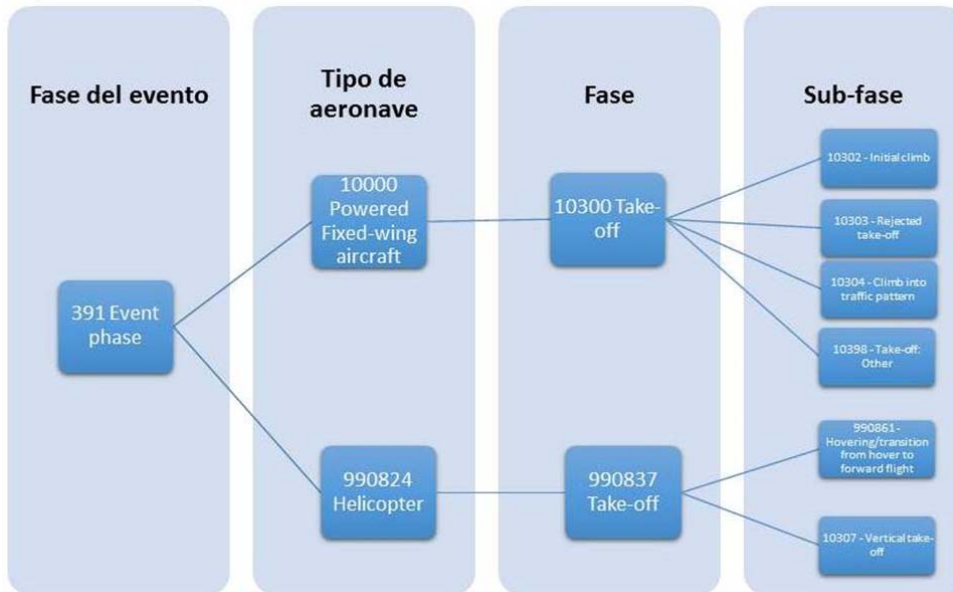 Fase del evento
Tipo de
aeronave
Fase
Sub-fase
391 Event
phase
10000
Powered
Fixed-wing
aircraft
990824
Helicopter
10300 Take-
off
990837
Take-off
10302 - Initial climb
10303 - Rejected
take-off
10304 - Climb into
traffic pattern
10398 - Take-off:
Other
990861 -
Hovering/transition
from hover to
forward flight
10307 - Vertical take-
off